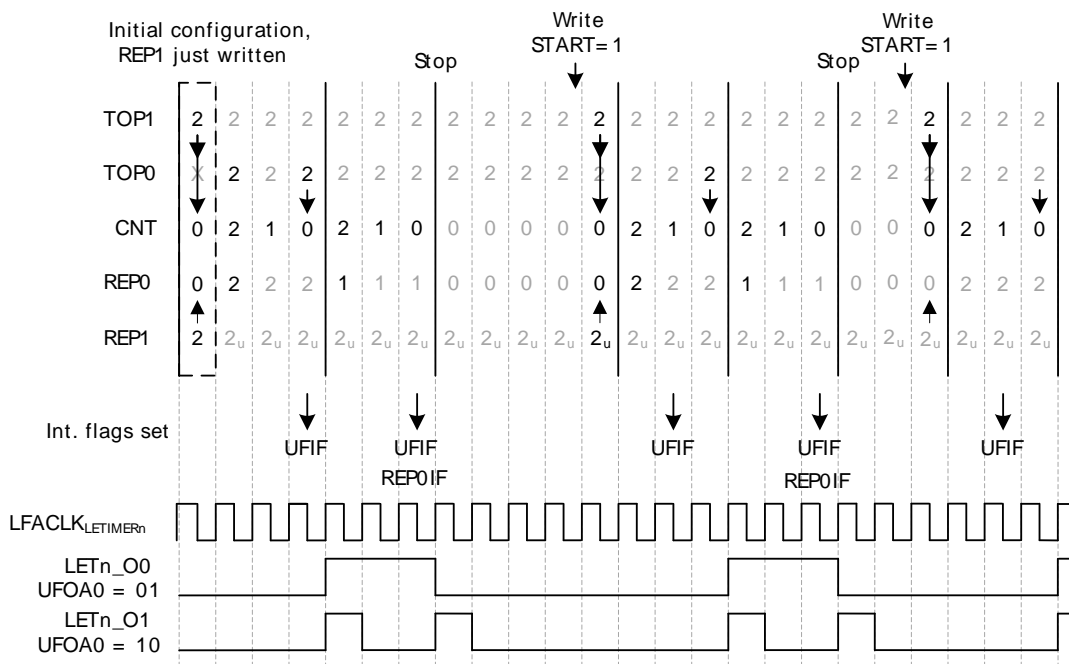 Initial configuration,
REP1 just written
Stop
Write
START=1
Stop
Write
START=1
TOP1 2 2 2 2 2 2 2 2 2 2 2 2 2 2 2 2 2 2 2 2 2 2 2 2
TOP0 X 2 2 2 2 2 2 2 2 2 2 2 2 2 2 2 2 2 2 2 2 2 2 2
CNT 0 2 1 0 2 1 0 0 0 0 0 0 2 1 0 2 1 0 0 0 0 2 1 0
REP0 0 2 2 2 1 1 1 0 0 0 0 0 2 2 2 1 1 1 0 0 0 2 2 2
REP1 2 2u 2u 2u 2u 2u 2u 2u 2u 2u 2u 2u 2u 2u 2u 2u 2u 2u 2u 2u 2u 2u 2u 2u
Int. flags set
UFIF UFIF UFIF UFIF UFIF
REP0IF REP0IF
LFACLKLETIMERn
LETn_O0
UFOA0 = 01
LETn_O1
UFOA0 = 10